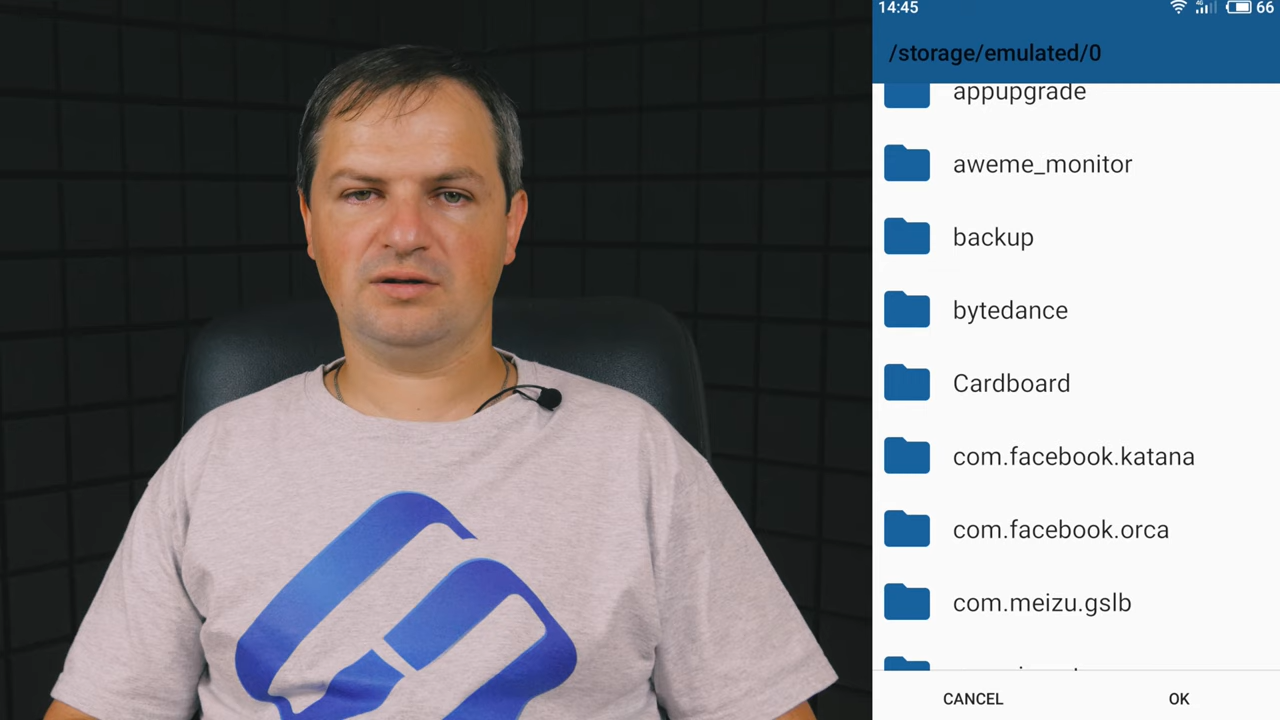 14:45
4G
66
/storage/emulated/0
appupgrade
aweme_monitor
backup
bytedance
Cardboard
com.facebook.katana
com.facebook.orca
com.meizu.gslb
CANCEL
OK